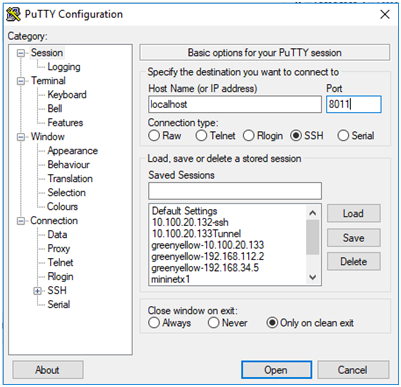 PuTTY Configuration
Category:
Session
Logging
Terminal
Keyboard
Bell
Features
Window
Appearance
Behaviour
Translation
Selection
Colours
Connection
Data
Proxy
Telnet
Rlogin
SSH
Serial
Basic options for your PuTTY session
Specify the destination you want to connect to
Host Name (or IP address) Port
localhost 8011
Connection type:
Raw Telnet Rlogin SSH Serial
Load, save or delete a stored session
Saved Sessions
Default Settings
10.100.20.132-ssh
10.100.20.133Tunnel
greenyellow-10.100.20.133
greenyellow-192.168.112.2
greenyellow-192.168.34.5
mininetx1
Load
Save
Delete
Close window on exit:
Always Never Only on clean exit
About Open Cancel